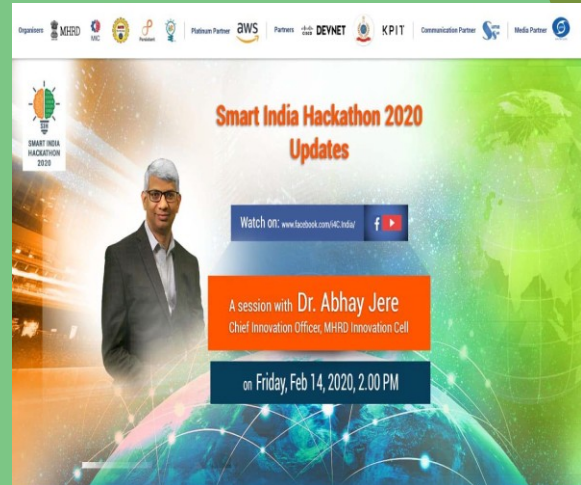 Organisers MHRD MIC Platinum Partner aws Partners CISCO DEVNET KPIT Communication Partner Media Partner
SMART INDIA
HACKATHON
2020
Smart India Hackathon 2020
Updates
Watch on: www.facebook.com/i4C.India/
A session with Dr. Abhay Jere
Chief Innovation Officer, MHRD Innovation Cell
on Friday, Feb 14, 2020, 2.00 PM